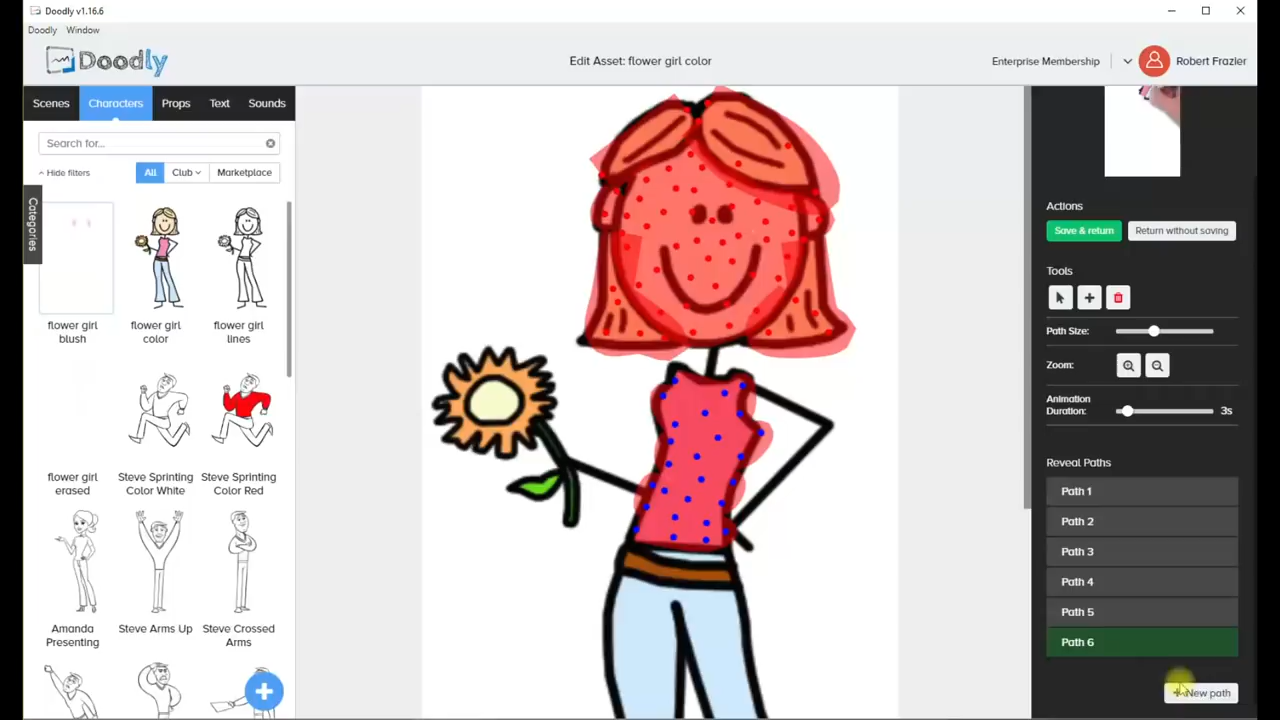 Doodly v1.16.6
Doodly Window
Doodly
Edit Asset: flower girl color
Enterprise Membership
Robert Frazier
Scenes Characters Props Text Sounds
Search for...
Hide filters
All Club Marketplace
Categories
flower girl blush
flower girl color
flower girl lines
flower girl erased
Steve Sprinting Color White
Steve Sprinting Color Red
Amanda Presenting
Steve Arms Up
Steve Crossed Arms
Actions
Save & return
Return without saving
Tools
Path Size:
Zoom:
Animation Duration:
3s
Reveal Paths
Path 1
Path 2
Path 3
Path 4
Path 5
Path 6
New path